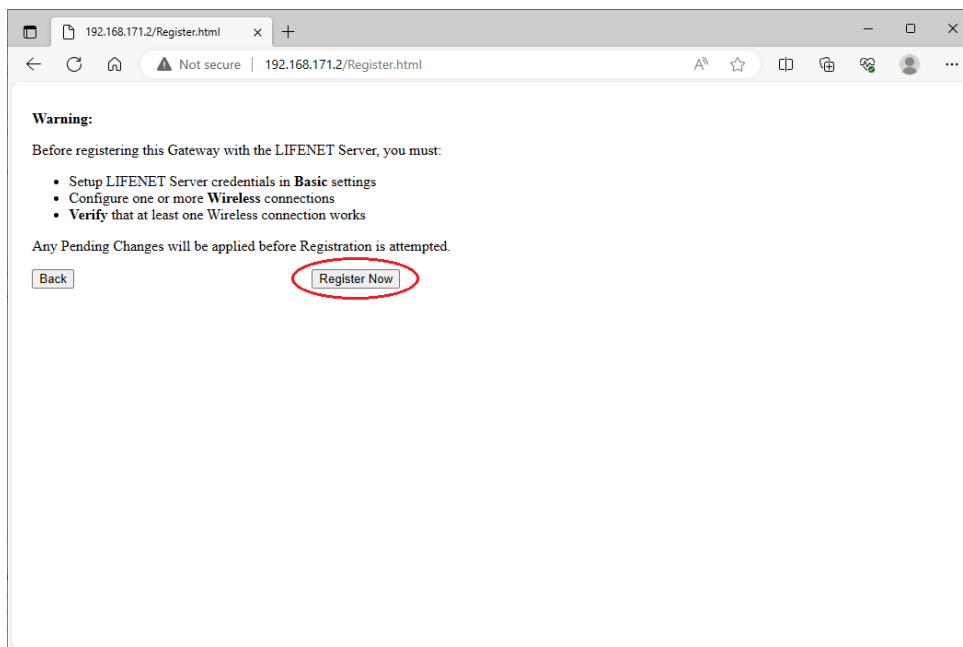 192.168.171.2/Register.html
Not secure | 192.168.171.2/Register.html
Warning:
Before registering this Gateway with the LIFENET Server, you must:
• Setup LIFENET Server credentials in Basic settings
• Configure one or more Wireless connections
• Verify that at least one Wireless connection works
Any Pending Changes will be applied before Registration is attempted.
Back Register Now